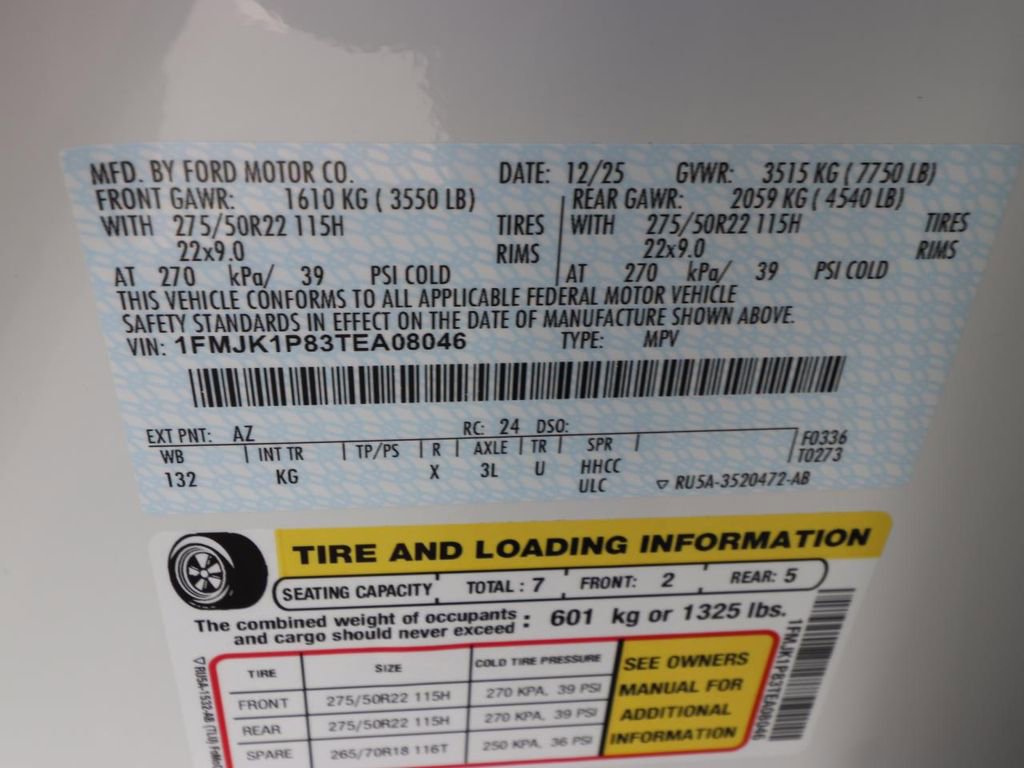 MFD. BY FORD MOTOR CO. DATE: 12/25 GVWR: 3515 KG ( 7750 LB)
FRONT GAWR: 1610 KG ( 3550 LB) REAR GAWR: 2059 KG ( 4540 LB)
WITH 275/50R22 115H TIRES WITH 275/50R22 115H TIRES
22x9.0 RIMS 22x9.0 RIMS
AT 270 kPa/ 39 PSI COLD AT 270 kPa/ 39 PSI COLD
THIS VEHICLE CONFORMS TO ALL APPLICABLE FEDERAL MOTOR VEHICLE
SAFETY STANDARDS IN EFFECT ON THE DATE OF MANUFACTURE SHOWN ABOVE.
VIN: 1FMJK1P83TEA08046 TYPE: MPV
EXT PNT: AZ RC: 24 DSO:
WB INT TR TP/PS R AXLE TR SPR F0336
132 KG X 3L U HHCC T0273
ULC ▽ RU5A-3520472-AB
TIRE AND LOADING INFORMATION
SEATING CAPACITY TOTAL : 7 FRONT: 2 REAR: 5
The combined weight of occupants and cargo should never exceed : 601 kg or 1325 lbs.
TIRE SIZE COLD TIRE PRESSURE
FRONT 275/50R22 115H 270 KPA, 39 PSI
REAR 275/50R22 115H 270 KPA, 39 PSI
SPARE 265/70R18 116T 250 KPA, 36 PSI
SEE OWNERS
MANUAL FOR
ADDITIONAL
INFORMATION
1FMJK1P83TEA08046
▽ RU5A-1532-AB (TLU)